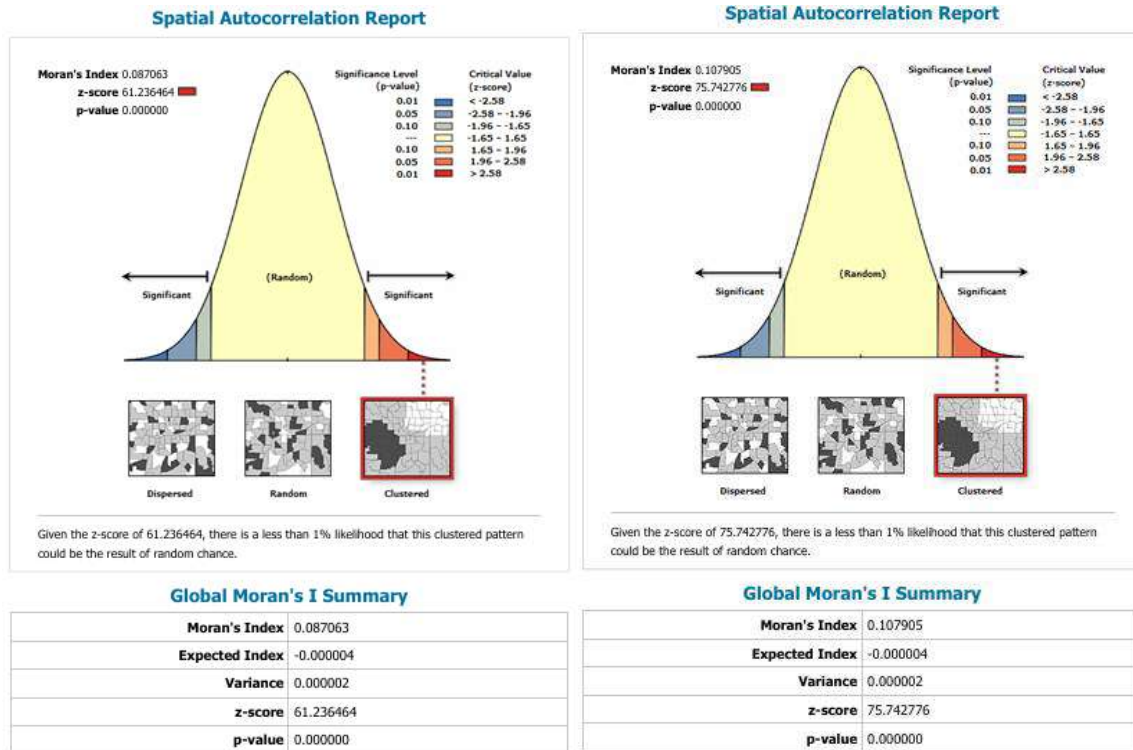 Spatial Autocorrelation Report
Moran's Index 0.087063
z-score 61.236464
p-value 0.000000
Significance Level
(p-value)
Critical Value
(z-score)
0.01 < -2.58
0.05 -2.58 - -1.96
0.10 -1.96 - -1.65
--- -1.65 - 1.65
0.10 1.65 - 1.96
0.05 1.96 - 2.58
0.01 > 2.58
(Random)
Significant
Significant
Dispersed
Random
Clustered
Given the z-score of 61.236464, there is a less than 1% likelihood that this clustered pattern
could be the result of random chance.
Global Moran's I Summary
Moran's Index 0.087063
Expected Index -0.000004
Variance 0.000002
z-score 61.236464
p-value 0.000000
Spatial Autocorrelation Report
Moran's Index 0.107905
z-score 75.742776
p-value 0.000000
Significance Level
(p-value)
Critical Value
(z-score)
0.01 < -2.58
0.05 -2.58 - -1.96
0.10 -1.96 - -1.65
--- -1.65 - 1.65
0.10 1.65 - 1.96
0.05 1.96 - 2.58
0.01 > 2.58
(Random)
Significant
Significant
Dispersed
Random
Clustered
Given the z-score of 75.742776, there is a less than 1% likelihood that this clustered pattern
could be the result of random chance.
Global Moran's I Summary
Moran's Index 0.107905
Expected Index -0.000004
Variance 0.000002
z-score 75.742776
p-value 0.000000